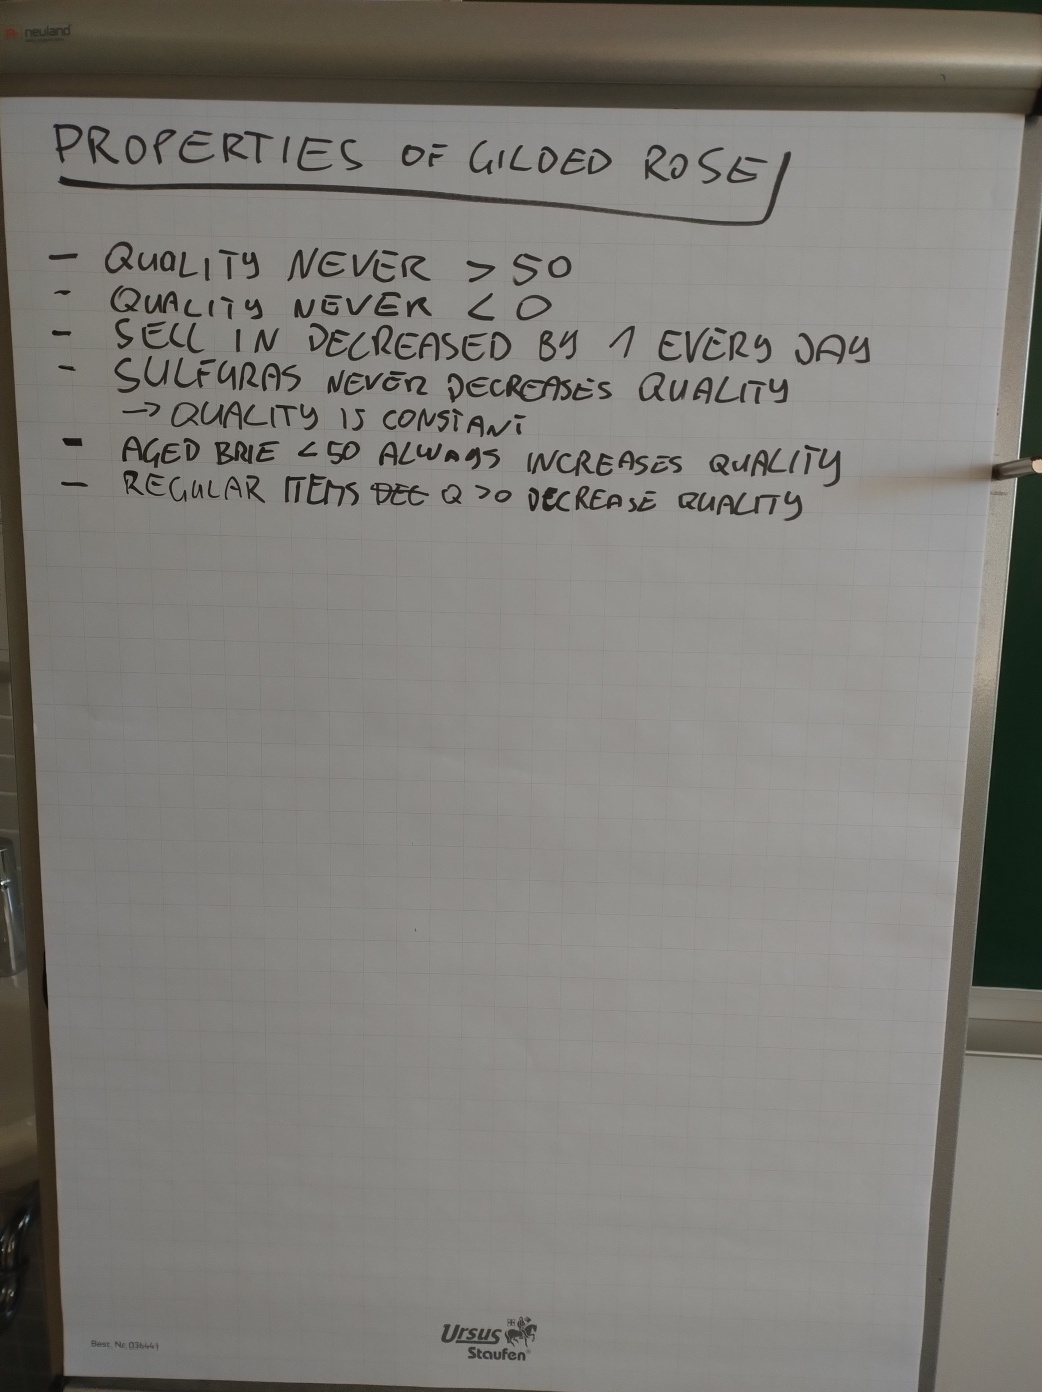 neuland
PROPERTIES OF GILDED ROSE
- QUALITY NEVER > 50
- QUALITY NEVER < 0
- SELL IN DECREASED BY 1 EVERY DAY
- SULFURAS NEVER DECREASES QUALITY
→ QUALITY IS CONSTANT
- AGED BRIE < 50 ALWAYS INCREASES QUALITY
- REGULAR ITEMS DEC Q > 0 DECREASE QUALITY
Best. Nr. 036441
Ursus
Staufen